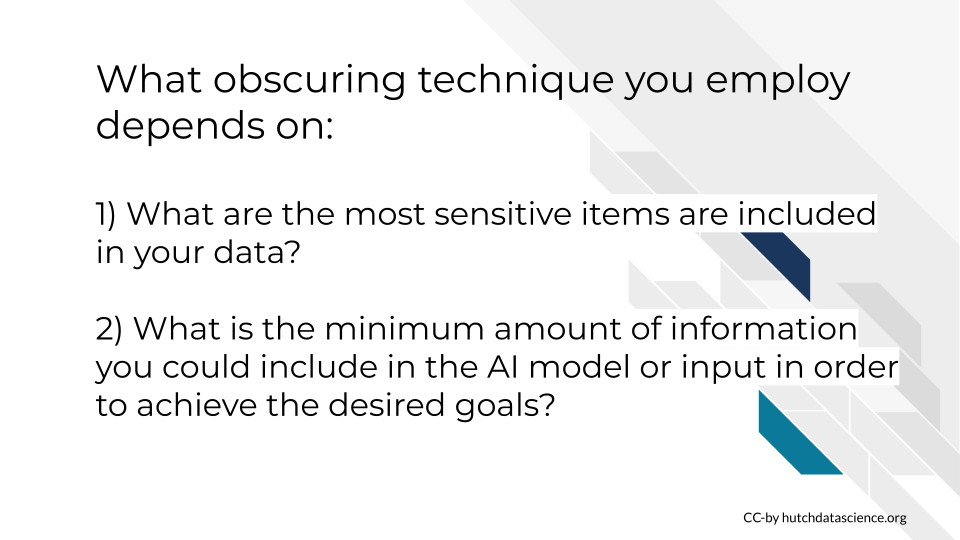 What obscuring technique you employ
depends on:
1) What are the most sensitive items are included
in your data?
2) What is the minimum amount of information
you could include in the AI model or input in order
to achieve the desired goals?
CC-by hutchdatascience.org